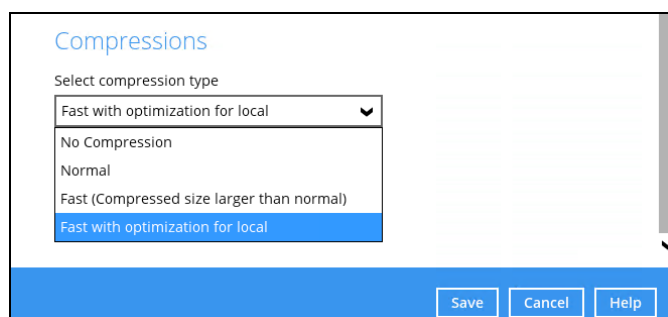 Compressions
Select compression type
Fast with optimization for local
No Compression
Normal
Fast (Compressed size larger than normal)
Fast with optimization for local
Save Cancel Help